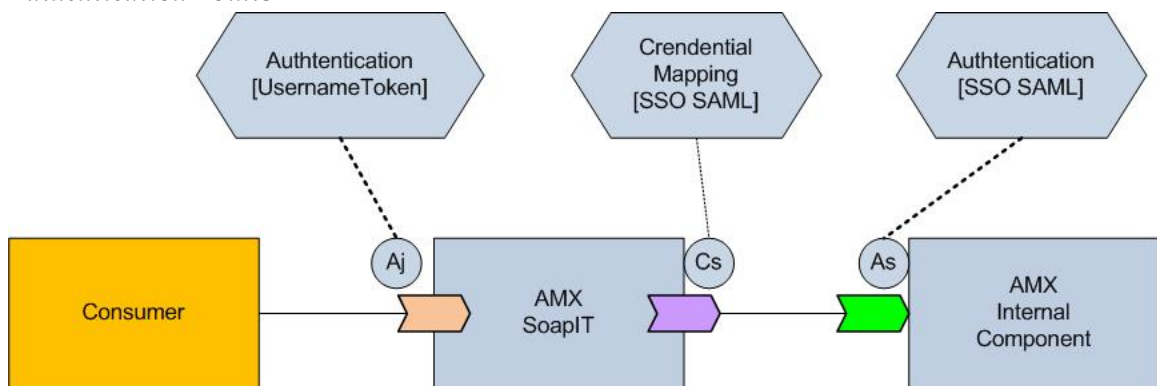 Authtentication
[UsernameToken]
Crendential
Mapping
[SSO SAML]
Authtentication
[SSO SAML]
Aj
Cs
As
Consumer
AMX
SoapIT
AMX
Internal
Component